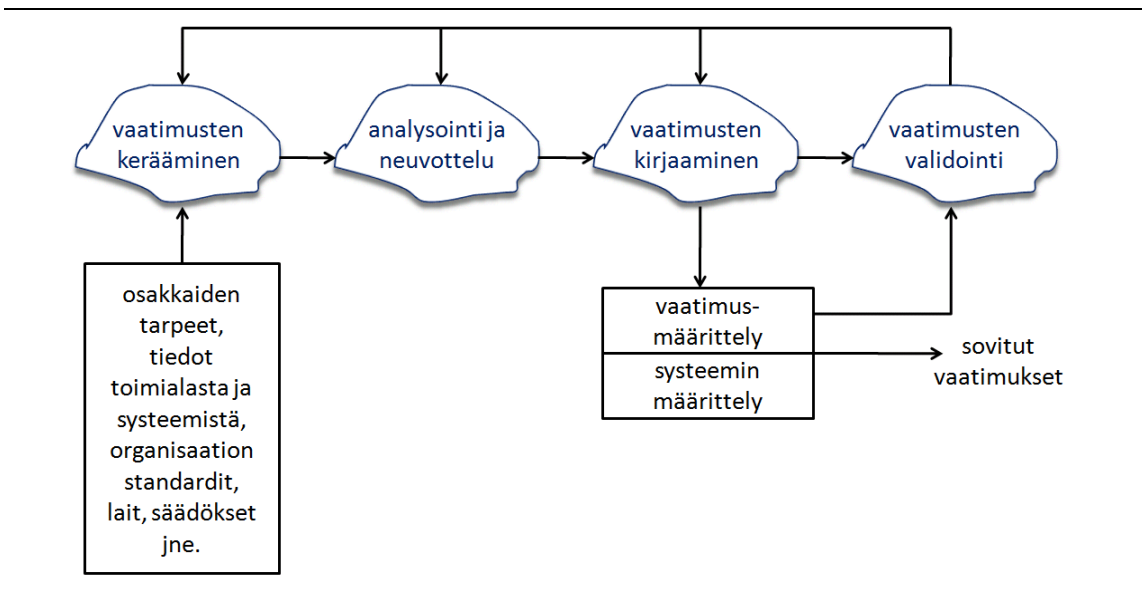 vaatimusten
kerääminen
analysointi ja
neuvottelu
vaatimusten
kirjaaminen
vaatimusten
validointi
osakkaiden
tarpeet,
tiedot
toimialasta ja
systeemistä,
organisaation
standardit,
lait, säädökset
jne.
vaatimus-
määrittely
systeemin
määrittely
sovitut
vaatimukset